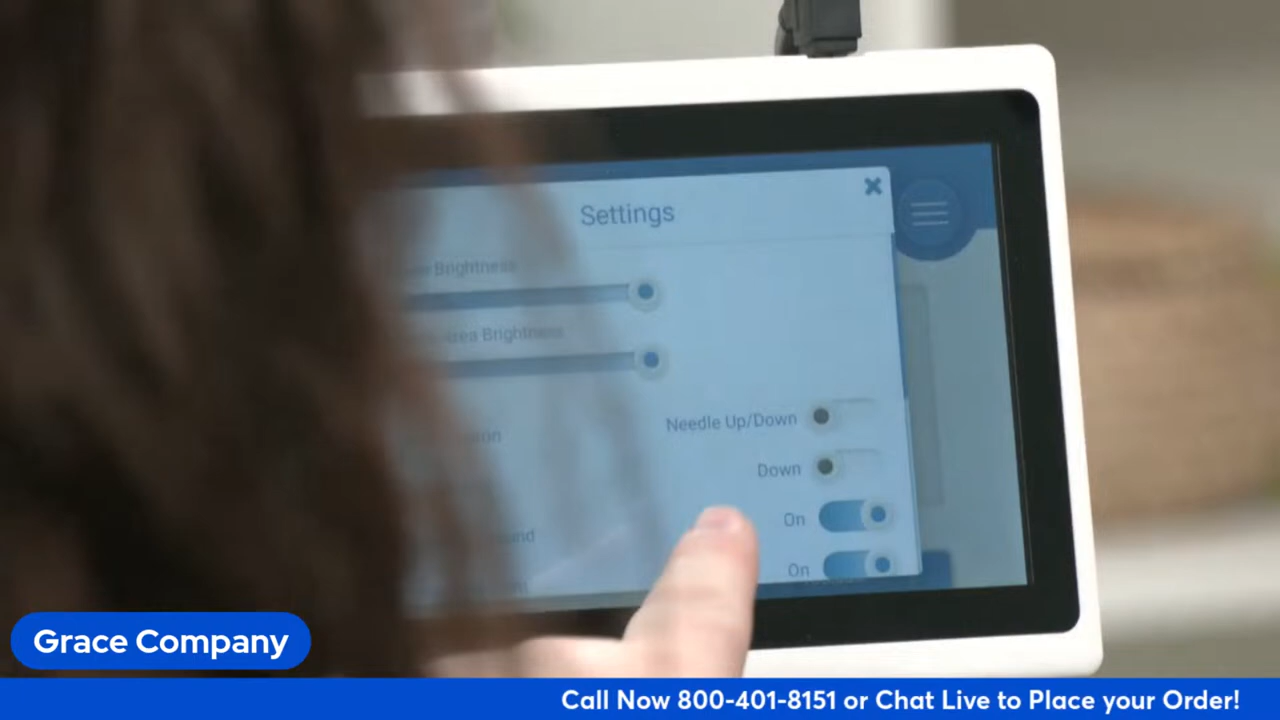 Settings
Brightness
Area Brightness
Needle Up/Down
Down
On
On
Grace Company
Call Now 800-401-8151 or Chat Live to Place your Order!